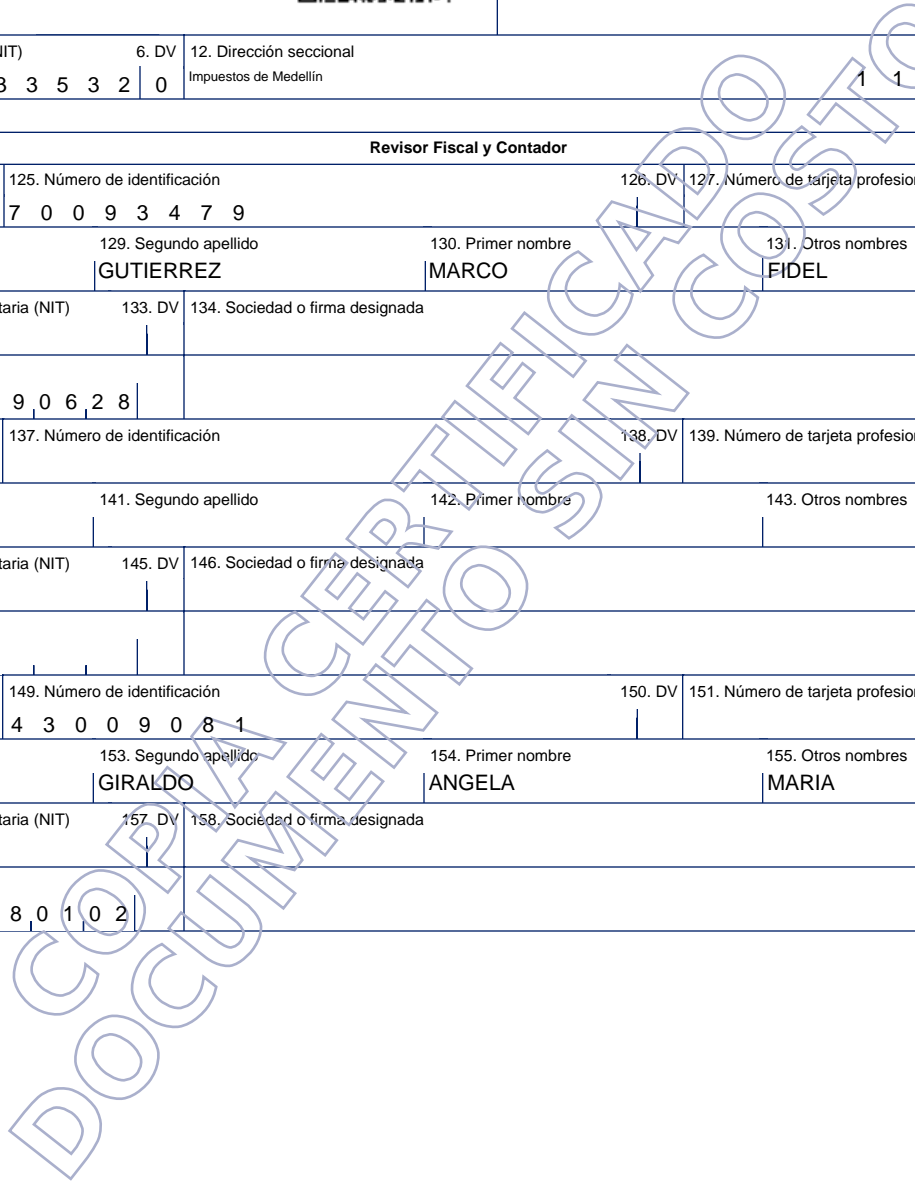 NIT) 6. DV 12. Dirección seccional
3 3 5 3 2 0 Impuestos de Medellín 1 1
Revisor Fiscal y Contador
125. Número de identificación 126. DV 127. Número de tarjeta profesion
7 0 0 9 3 4 7 9
129. Segundo apellido 130. Primer nombre 131. Otros nombres
GUTIERREZ MARCO FIDEL
taria (NIT) 133. DV 134. Sociedad o firma designada
9 0 6 2 8
137. Número de identificación 138. DV 139. Número de tarjeta profesion
141. Segundo apellido 142. Primer nombre 143. Otros nombres
taria (NIT) 145. DV 146. Sociedad o firma designada
149. Número de identificación 150. DV 151. Número de tarjeta profesion
4 3 0 0 9 0 8 1
153. Segundo apellido 154. Primer nombre 155. Otros nombres
GIRALDO ANGELA MARIA
taria (NIT) 157. DV 158. Sociedad o firma designada
8 0 1 0 2
COPIA CERTIFICADO
DOCUMENTO SIN COSTO